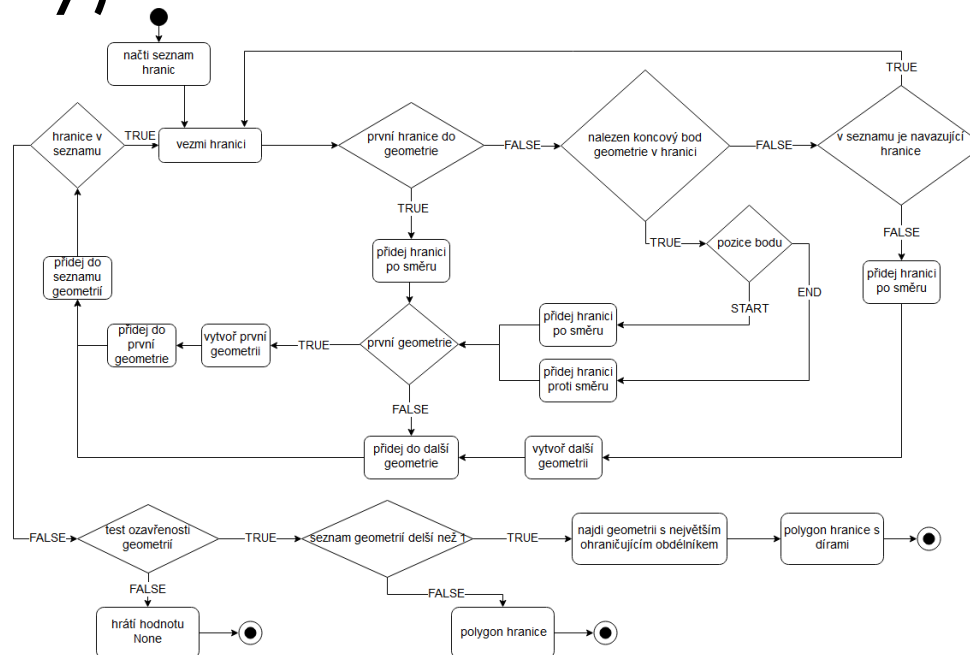 načti seznam
hranic
hranice v
seznamu
TRUE
vezmi hranici
první hranice do
geometrie
FALSE
nalezen koncový bod
geometrie v hranici
FALSE
v seznamu je navazující
hranice
TRUE
TRUE
přidej hranici
po směru
TRUE
pozice bodu
START
END
FALSE
přidej hranici
po směru
přidej do
seznamu
geometrií
přidej do
první
geometrie
vytvoř první
geometrii
TRUE
první geometrie
přidej hranici
po směru
přidej hranici
proti směru
FALSE
přidej do další
geometrie
vytvoř další
geometrii
FALSE
test ozavřenosti
geometrií
TRUE
seznam geometrií delší než 1
TRUE
najdi geometrii s největším
ohraničujícím obdélníkem
polygon hranice s
dírami
FALSE
hrátí hodnotu
None
FALSE
polygon hranice